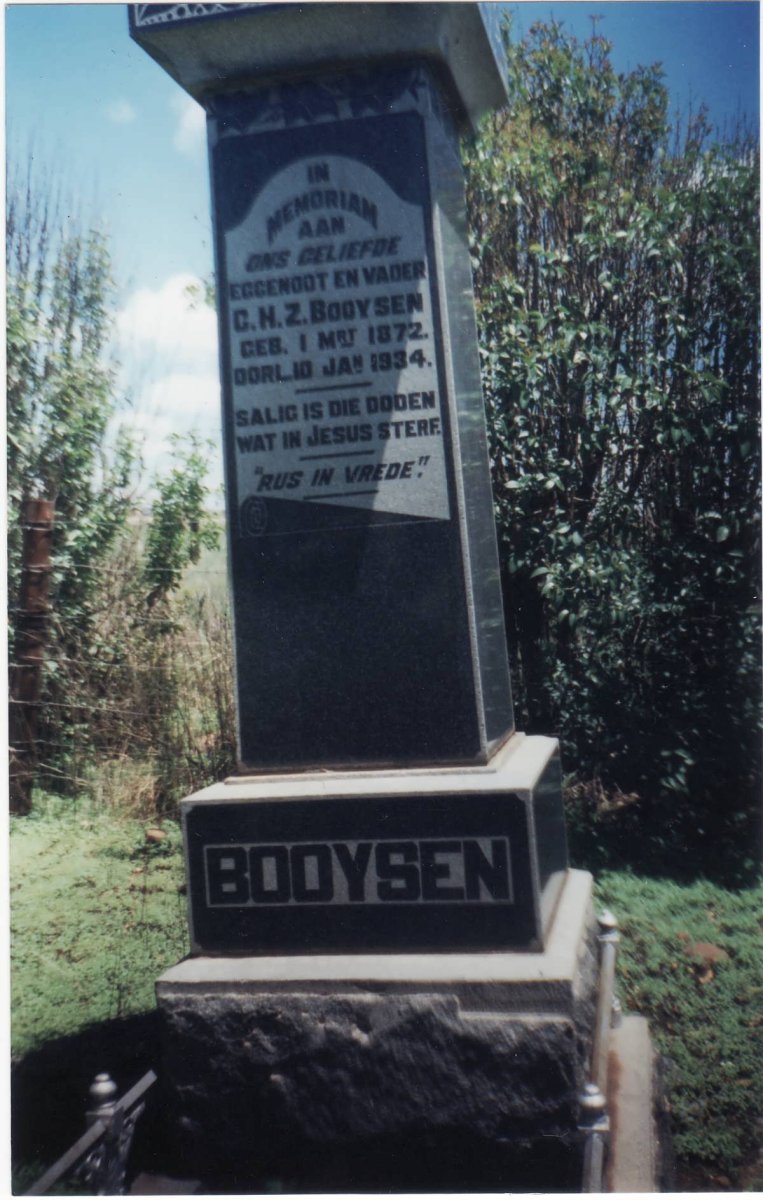 IN
MEMORIAM
AAN
ONS GELIEFDE
EGGENOOT EN VADER
C.H.Z. BOOYSEN
GEB. 1 MRT 1872.
OORL. 10 JAN 1934.
SALIG IS DIE DODEN
WAT IN JESUS STERF.
"RUS IN VREDE".
BOOYSEN